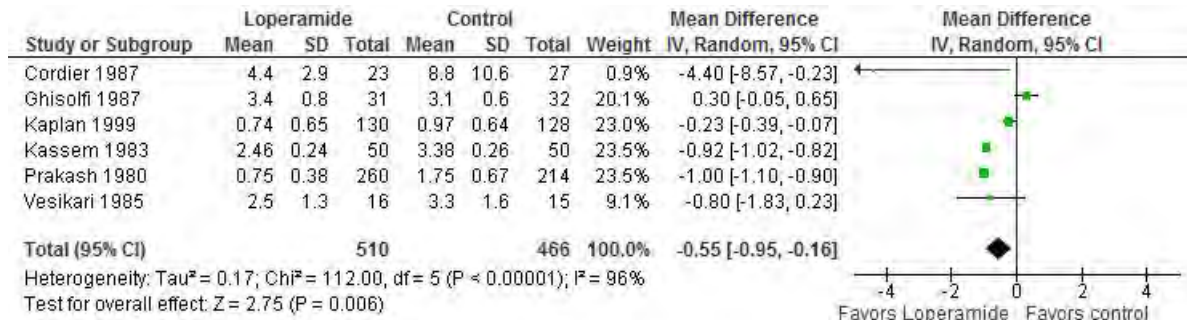 Loperamide Control Mean Difference Mean Difference
Study or Subgroup Mean SD Total Mean SD Total Weight IV, Random, 95% CI IV, Random, 95% CI
Cordier 1987 4.4 2.9 23 8.8 10.6 27 0.9% -4.40 [-8.57, -0.23]
Ghisolfi 1987 3.4 0.8 31 3.1 0.6 32 20.1% 0.30 [-0.05, 0.65]
Kaplan 1999 0.74 0.65 130 0.97 0.64 128 23.0% -0.23 [-0.39, -0.07]
Kassem 1983 2.46 0.24 50 3.38 0.26 50 23.5% -0.92 [-1.02, -0.82]
Prakash 1980 0.75 0.38 260 1.75 0.67 214 23.5% -1.00 [-1.10, -0.90]
Vesikari 1985 2.5 1.3 16 3.3 1.6 15 9.1% -0.80 [-1.83, 0.23]
Total (95% CI) 510 466 100.0% -0.55 [-0.95, -0.16]
Heterogeneity: Tau² = 0.17; Chi² = 112.00, df = 5 (P < 0.00001); I² = 96%
Test for overall effect: Z = 2.75 (P = 0.006)
-4 -2 0 2 4
Favors Loperamide Favors control